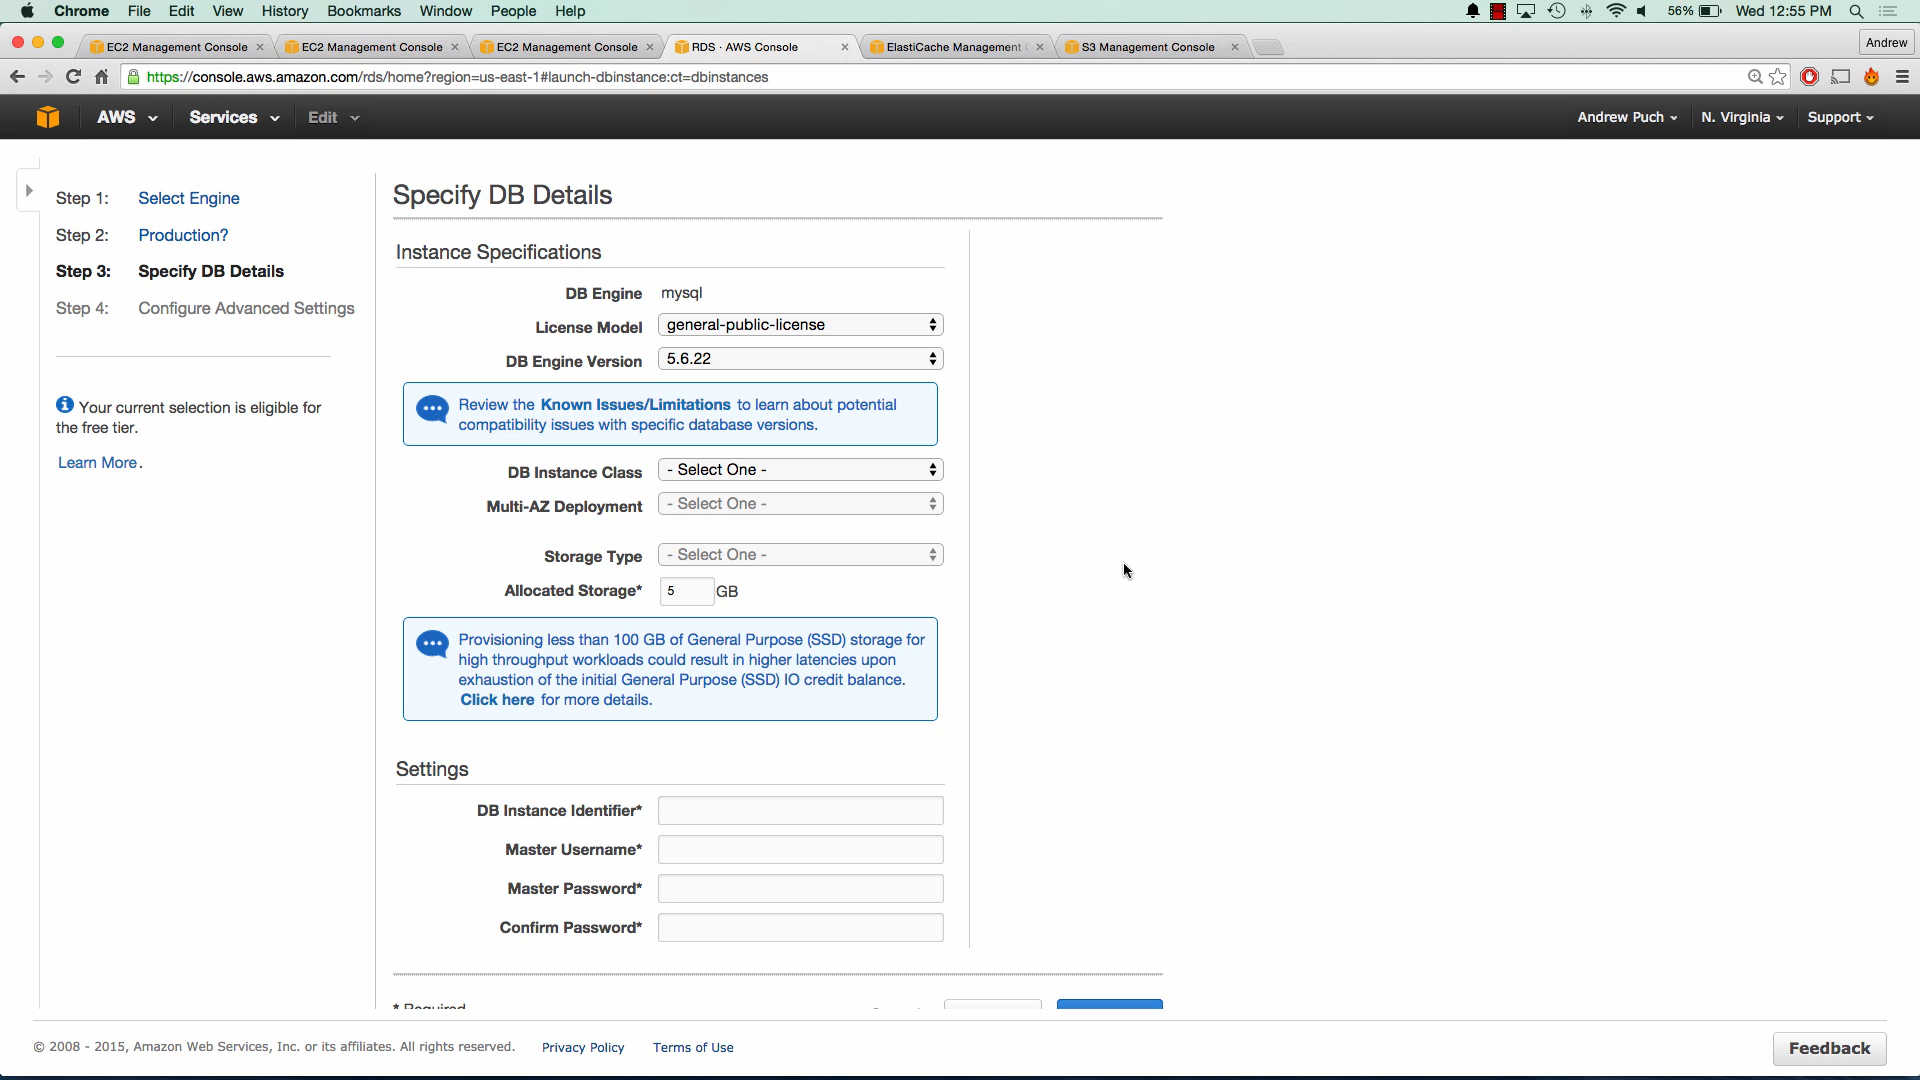 Chrome File Edit View History Bookmarks Window People Help 56% Wed 12:55 PM
EC2 Management Console EC2 Management Console EC2 Management Console RDS · AWS Console ElastiCache Management S3 Management Console Andrew
https://console.aws.amazon.com/rds/home?region=us-east-1#launch-dbinstance:ct=dbinstances
AWS Services Edit Andrew Puch N. Virginia Support
Step 1: Select Engine
Step 2: Production?
Step 3: Specify DB Details
Step 4: Configure Advanced Settings
Your current selection is eligible for
the free tier.
Learn More.
Specify DB Details
Instance Specifications
DB Engine mysql
License Model general-public-license
DB Engine Version 5.6.22
Review the Known Issues/Limitations to learn about potential
compatibility issues with specific database versions.
DB Instance Class - Select One -
Multi-AZ Deployment - Select One -
Storage Type - Select One -
Allocated Storage* 5 GB
Provisioning less than 100 GB of General Purpose (SSD) storage for
high throughput workloads could result in higher latencies upon
exhaustion of the initial General Purpose (SSD) IO credit balance.
Click here for more details.
Settings
DB Instance Identifier*
Master Username*
Master Password*
Confirm Password*
* Required
© 2008 - 2015, Amazon Web Services, Inc. or its affiliates. All rights reserved. Privacy Policy Terms of Use
Feedback